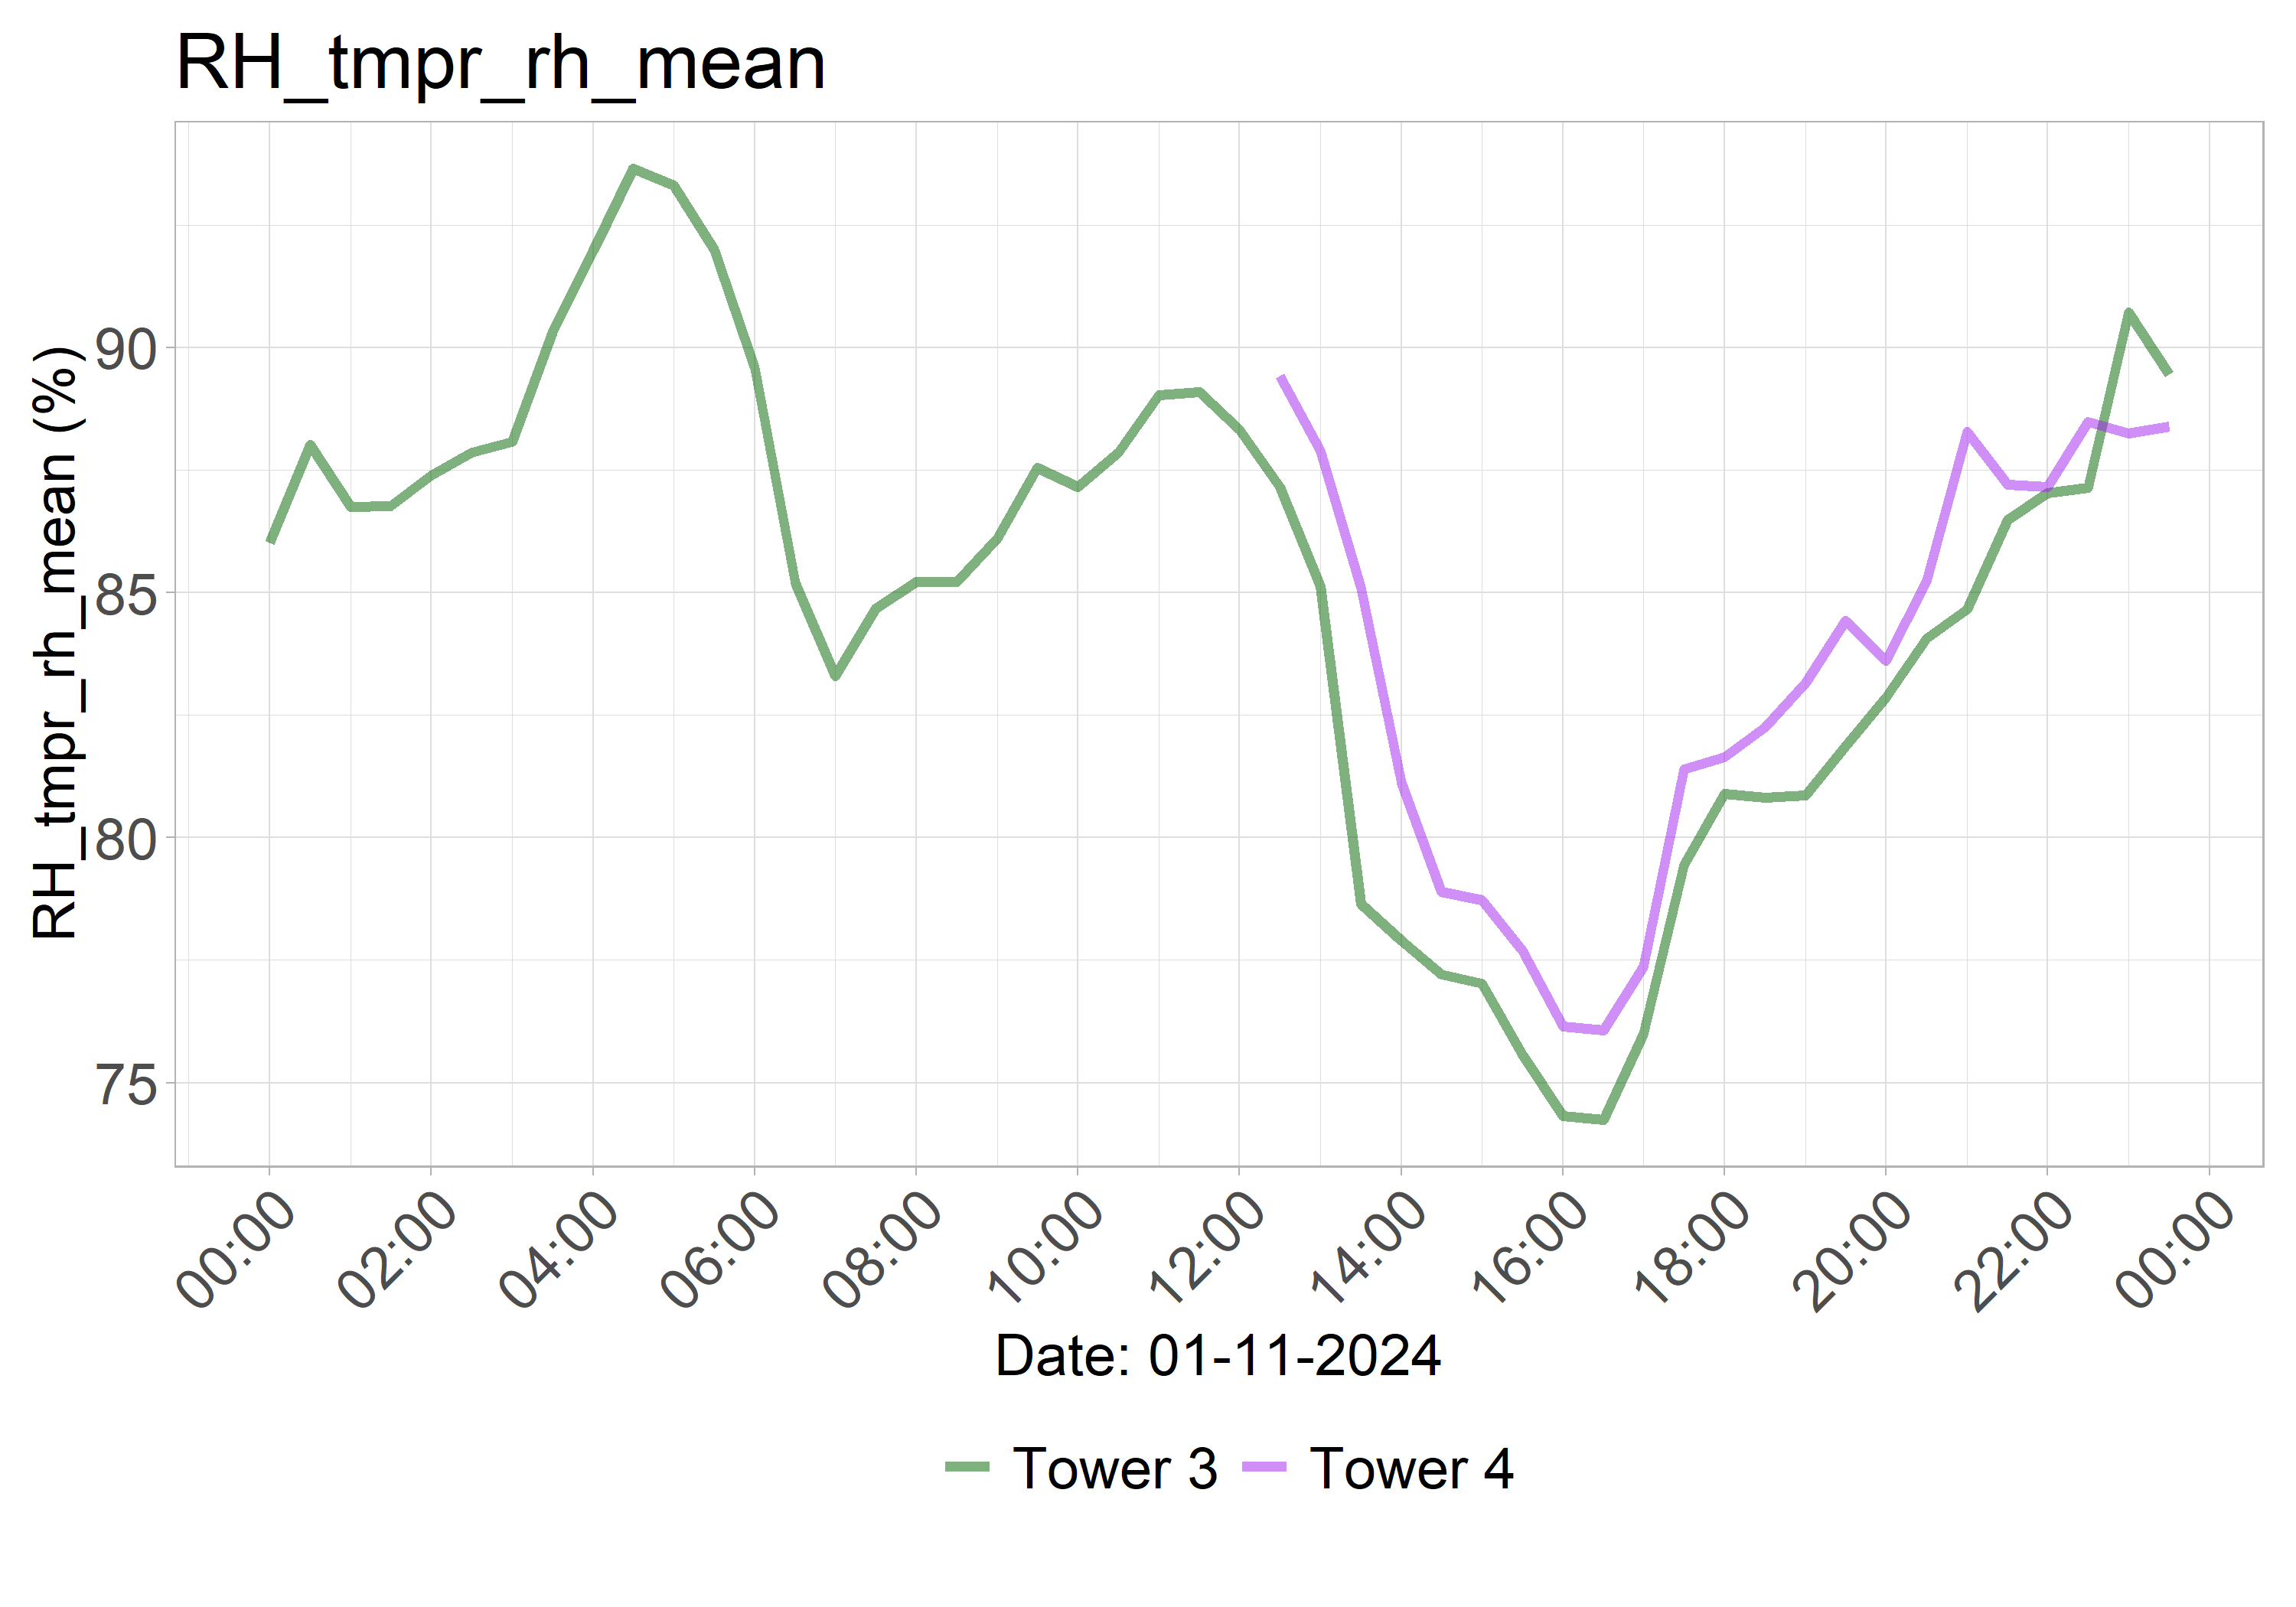 RH_tmpr_rh_mean
RH_tmpr_rh_mean (%)
90
85
80
75
00:00 02:00 04:00 06:00 08:00 10:00 12:00 14:00 16:00 18:00 20:00 22:00 00:00
Date: 01-11-2024
Tower 3 Tower 4